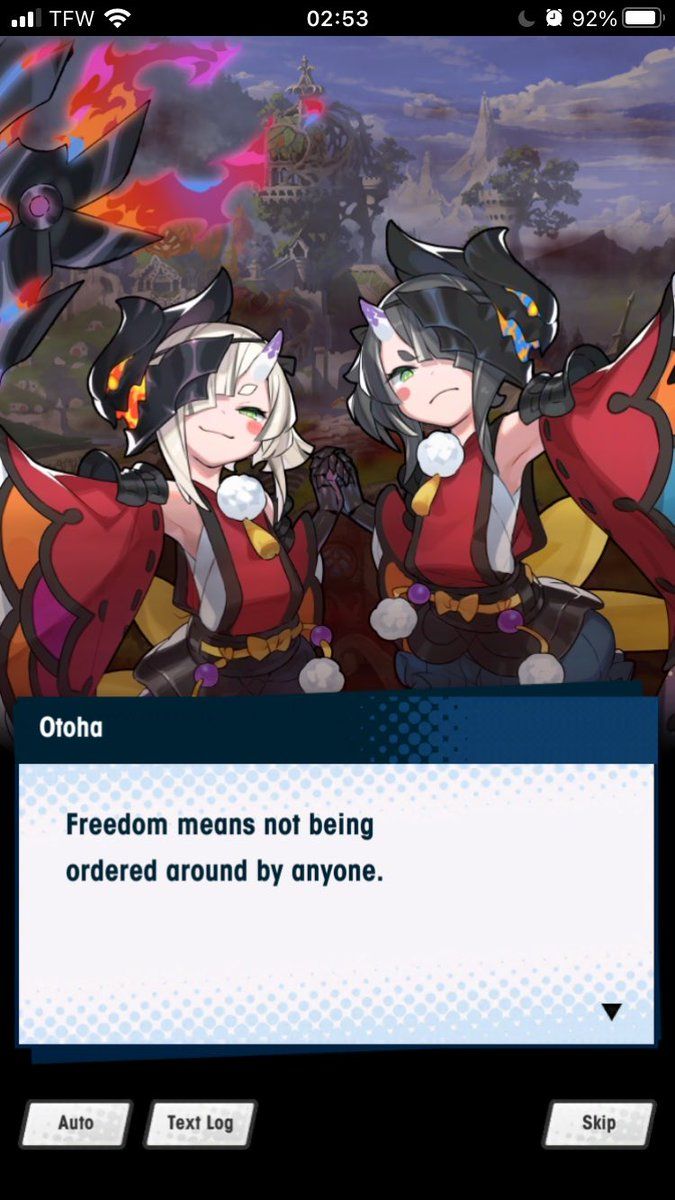 TFW
02:53
92%
Otoha
Freedom means not being
ordered around by anyone.
Auto
Text Log
Skip